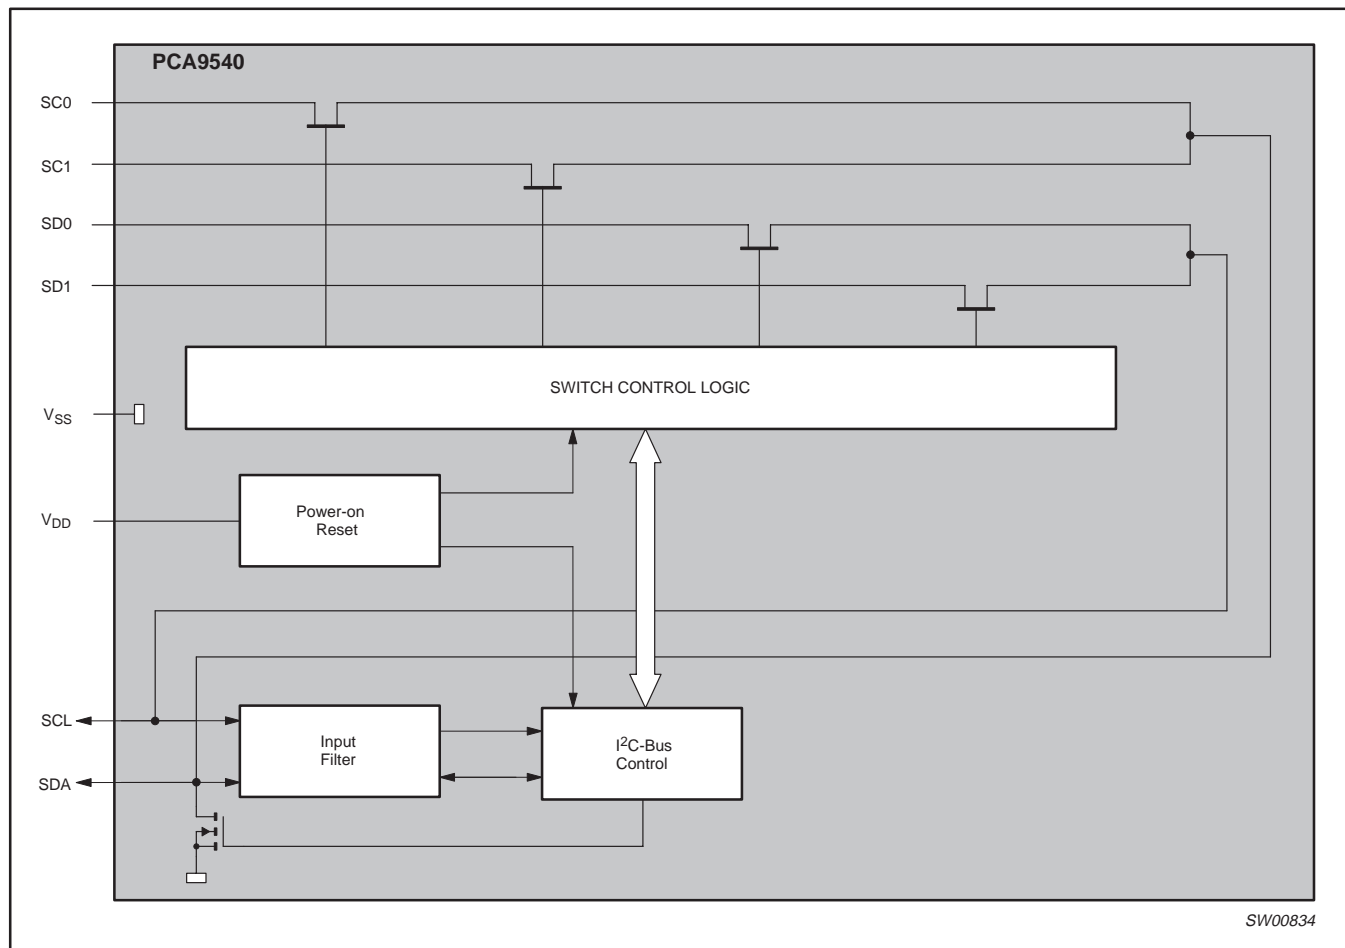 PCA9540
SC0
SC1
SD0
SD1
SWITCH CONTROL LOGIC
VSS
Power-on
Reset
VDD
SCL
Input
Filter
I²C-Bus
Control
SDA
SW00834